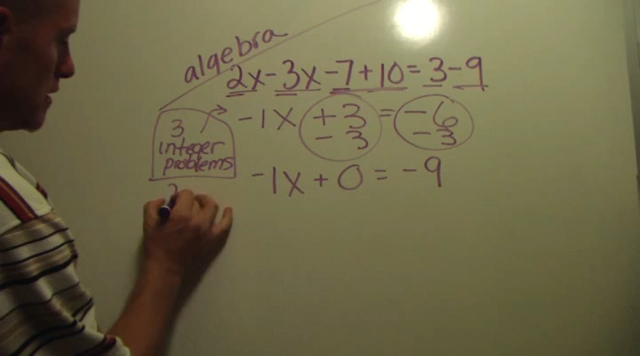 algebra
2x-3x-7+10=3-9
-1x+3=-6
-3 -3
-1x+0=-9
3
integer
problems